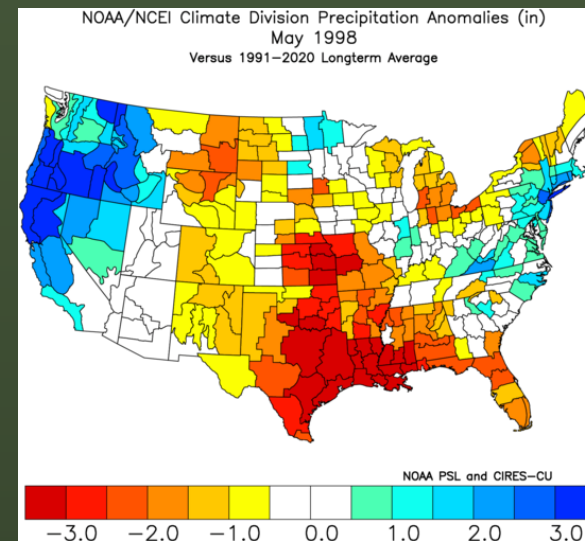 NOAA/NCEI Climate Division Precipitation Anomalies (in)
May 1998
Versus 1991−2020 Longterm Average
NOAA PSL and CIRES−CU
−3.0 −2.0 −1.0 0.0 1.0 2.0 3.0